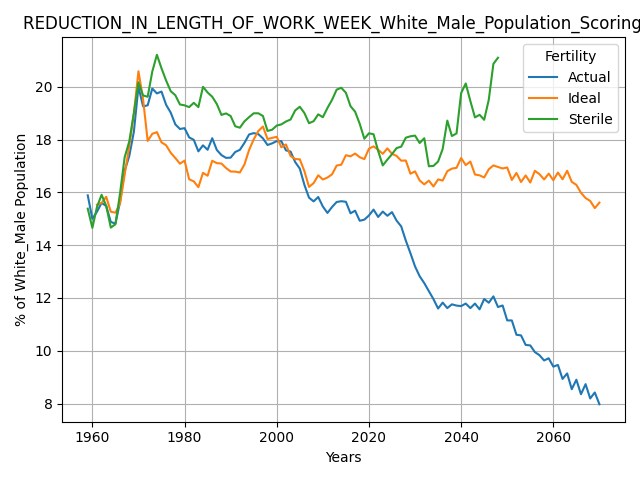 REDUCTION_IN_LENGTH_OF_WORK_WEEK_White_Male_Population_Scoring
% of White_Male Population
20
18
16
14
12
10
8
Fertility
Actual
Ideal
Sterile
1960 1980 2000 2020 2040 2060
Years